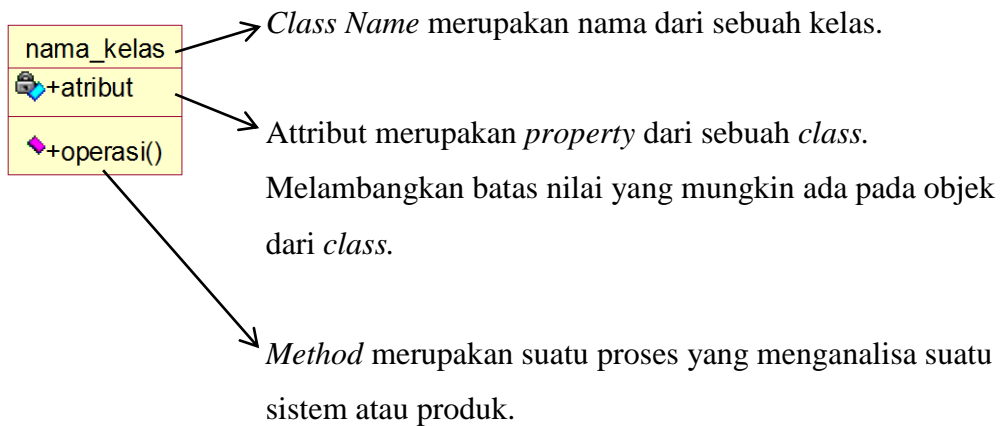 Class Name merupakan nama dari sebuah kelas.
nama_kelas
+atribut
+operasi()
Attribut merupakan property dari sebuah class.
Melambangkan batas nilai yang mungkin ada pada objek
dari class.
Method merupakan suatu proses yang menganalisa suatu
sistem atau produk.